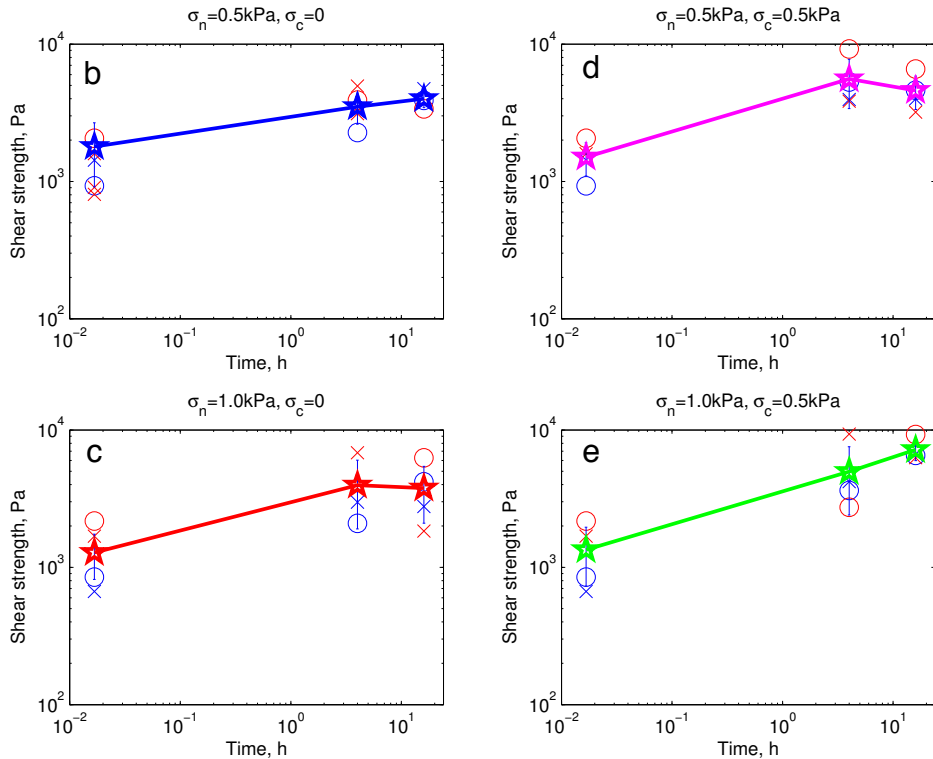 σn=0.5kPa, σc=0
b
Shear strength, Pa
10^4
10^3
10^2
10^-2 10^-1 10^0 10^1
Time, h
σn=0.5kPa, σc=0.5kPa
d
Shear strength, Pa
10^4
10^3
10^2
10^-2 10^-1 10^0 10^1
Time, h
σn=1.0kPa, σc=0
c
Shear strength, Pa
10^4
10^3
10^2
10^-2 10^-1 10^0 10^1
Time, h
σn=1.0kPa, σc=0.5kPa
e
Shear strength, Pa
10^4
10^3
10^2
10^-2 10^-1 10^0 10^1
Time, h